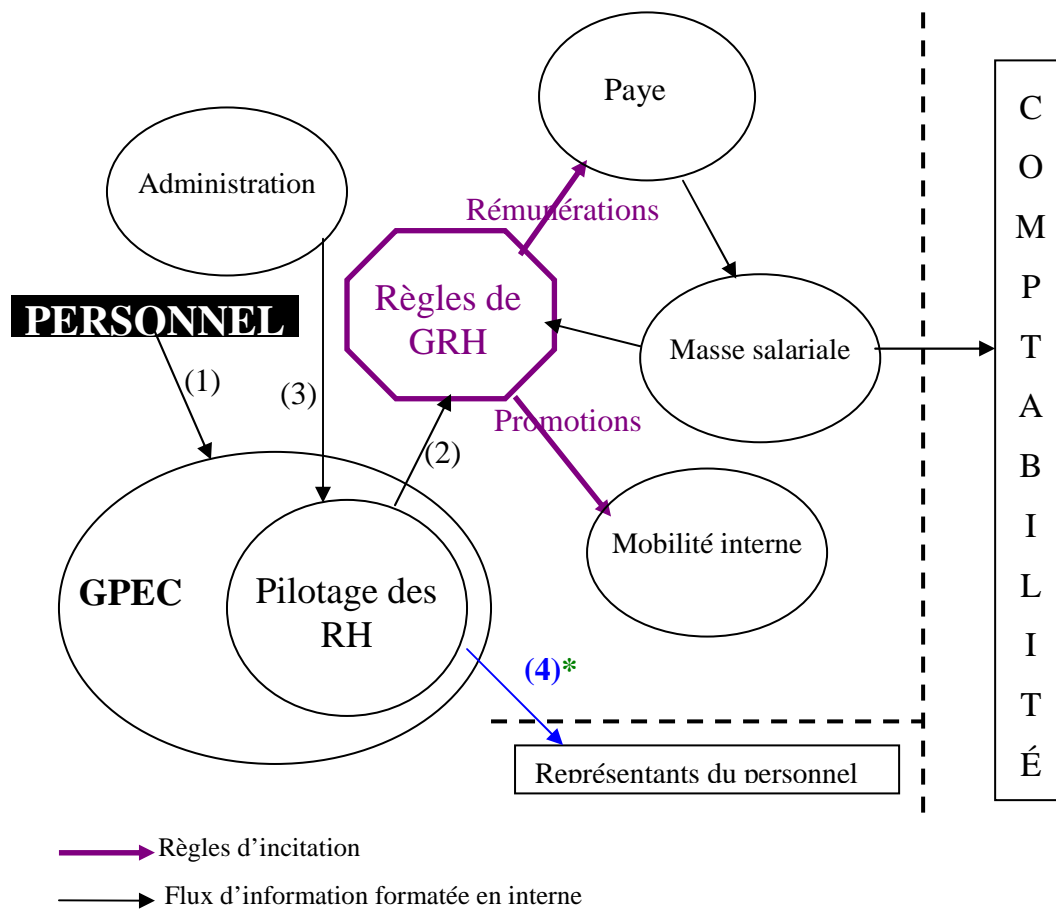 Paye
Administration
Rémunérations
PERSONNEL
Règles de
GRH
Masse salariale
(1)
(3)
Promotions
(2)
Mobilité interne
GPEC
Pilotage des
RH
(4)*
Représentants du personnel
C
O
M
P
T
A
B
I
L
I
T
É
Règles d'incitation
Flux d'information formatée en interne